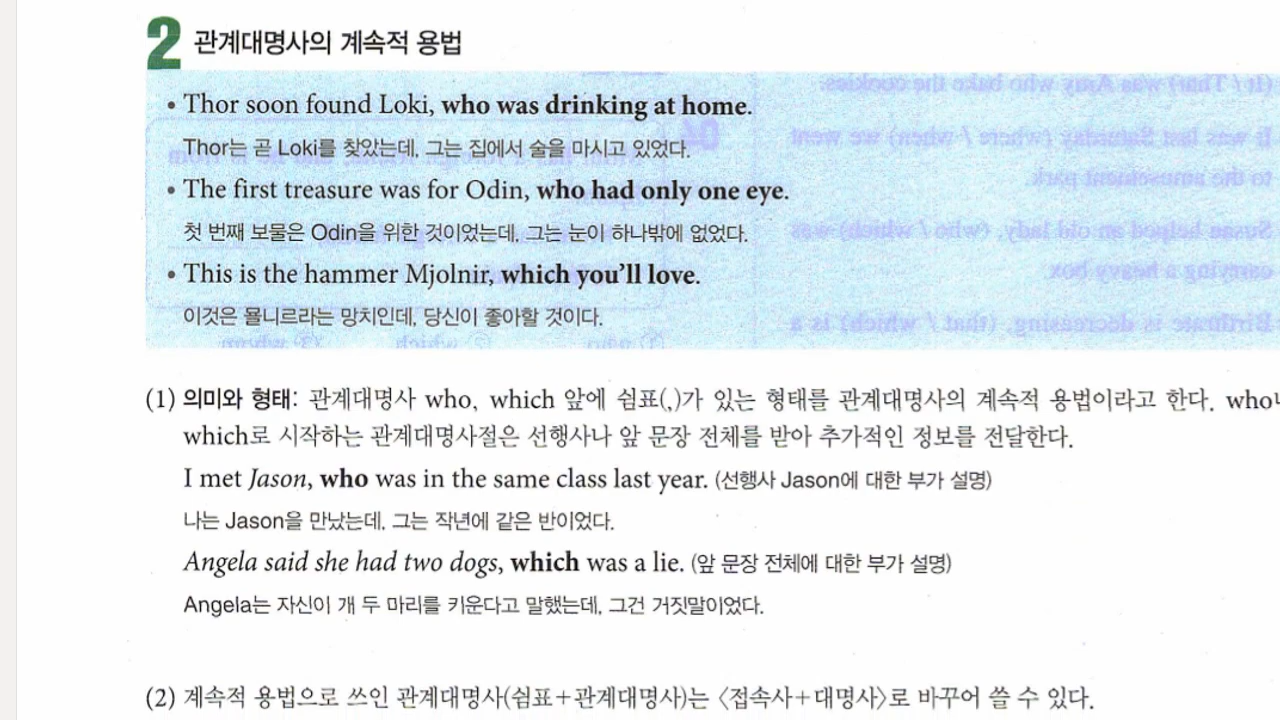 2 관계대명사의 계속적 용법
• Thor soon found Loki, who was drinking at home.
Thor는 곧 Loki를 찾았는데, 그는 집에서 술을 마시고 있었다.
• The first treasure was for Odin, who had only one eye.
첫 번째 보물은 Odin을 위한 것이었는데, 그는 눈이 하나밖에 없었다.
• This is the hammer Mjolnir, which you’ll love.
이것은 묠니르라는 망치인데, 당신이 좋아할 것이다.
(1) 의미와 형태: 관계대명사 who, which 앞에 쉼표(,)가 있는 형태를 관계대명사의 계속적 용법이라고 한다. who
which로 시작하는 관계대명사절은 선행사나 앞 문장 전체를 받아 추가적인 정보를 전달한다.
I met Jason, who was in the same class last year. (선행사 Jason에 대한 부가 설명)
나는 Jason을 만났는데, 그는 작년에 같은 반이었다.
Angela said she had two dogs, which was a lie. (앞 문장 전체에 대한 부가 설명)
Angela는 자신이 개 두 마리를 키운다고 말했는데, 그건 거짓말이었다.
(2) 계속적 용법으로 쓰인 관계대명사(쉼표+관계대명사)는 〈접속사+대명사〉로 바꾸어 쓸 수 있다.